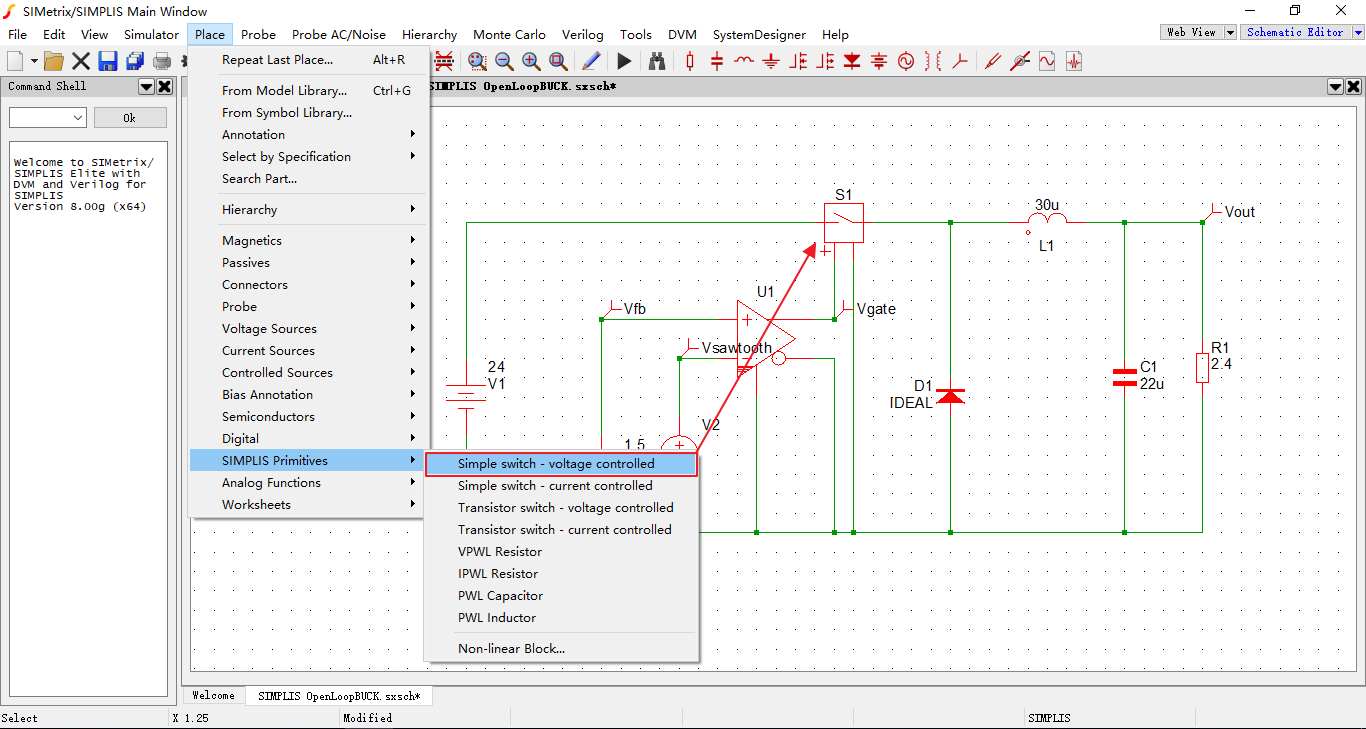 SIMetrix/SIMPLIS Main Window
File Edit View Simulator Place Probe Probe AC/Noise Hierarchy Monte Carlo Verilog Tools DVM SystemDesigner Help
Web View Schematic Editor
Command Shell
Ok
Welcome to SIMetrix/
SIMPLIS Elite with
DVM and Verilog for
SIMPLIS
Version 8.00g (x64)
Repeat Last Place... Alt+R
From Model Library... Ctrl+G
From Symbol Library...
Annotation
Select by Specification
Search Part...
Hierarchy
Magnetics
Passives
Connectors
Probe
Voltage Sources
Current Sources
Controlled Sources
Bias Annotation
Semiconductors
Digital
SIMPLIS Primitives
Analog Functions
Worksheets
Simple switch - voltage controlled
Simple switch - current controlled
Transistor switch - voltage controlled
Transistor switch - current controlled
VPWL Resistor
IPWL Resistor
PWL Capacitor
PWL Inductor
Non-linear Block...
SIMPLIS OpenLoopBUCK.sxsch*
S1
30u
L1
Vout
U1
Vfb
Vgate
Vsawtooth
24
V1
V2
1.5
D1
IDEAL
C1
22u
R1
2.4
Welcome SIMPLIS OpenLoopBUCK.sxsch*
Select X 1.25 Modified SIMPLIS